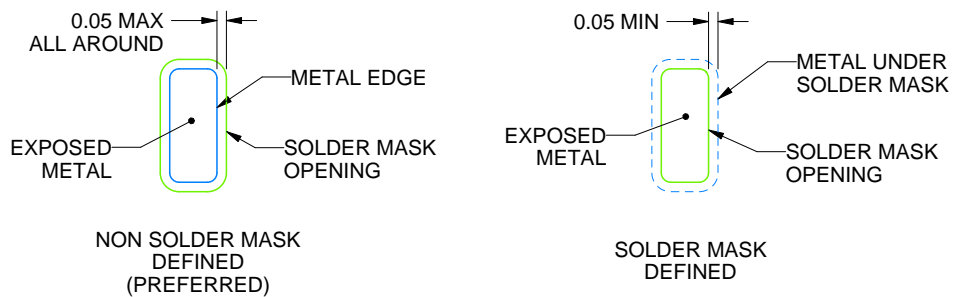 0.05 MAX
ALL AROUND
METAL EDGE
EXPOSED
METAL
SOLDER MASK
OPENING
NON SOLDER MASK
DEFINED
(PREFERRED)
0.05 MIN
METAL UNDER
SOLDER MASK
EXPOSED
METAL
SOLDER MASK
OPENING
SOLDER MASK
DEFINED